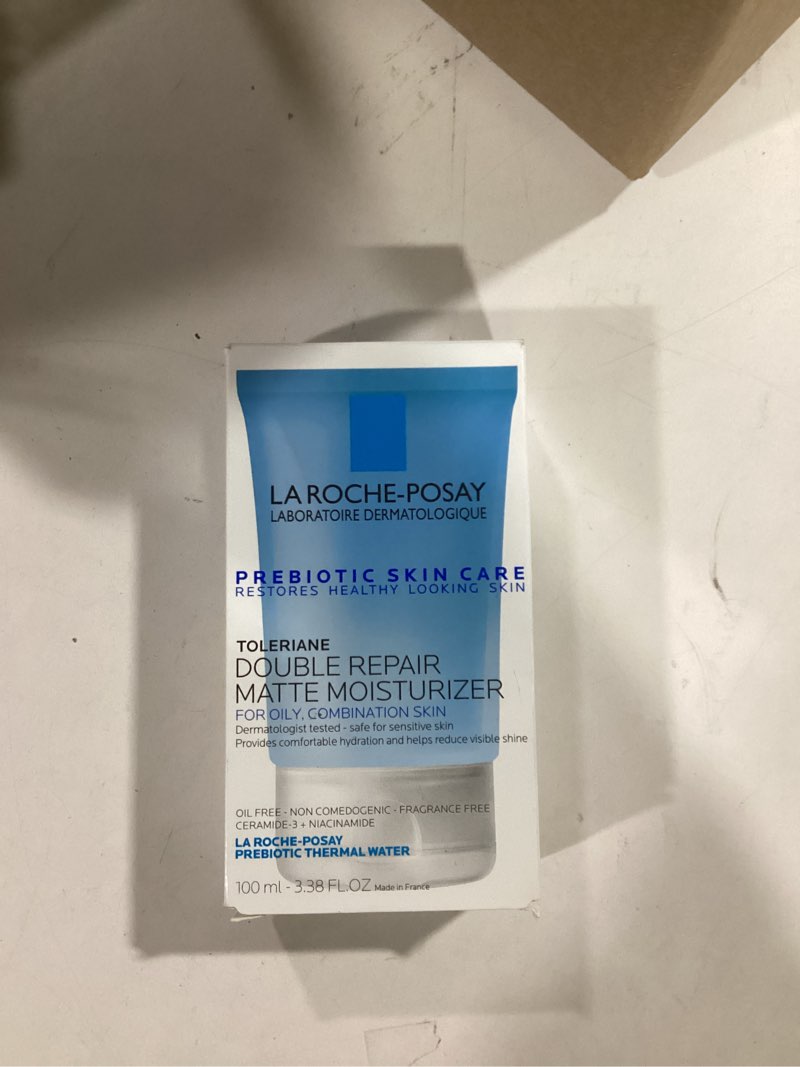 LA ROCHE-POSAY
LABORATOIRE DERMATOLOGIQUE
PREBIOTIC SKIN CARE
RESTORES HEALTHY LOOKING SKIN
TOLERIANE
DOUBLE REPAIR
MATTE MOISTURIZER
FOR OILY, COMBINATION SKIN
Dermatologist tested - safe for sensitive skin
Provides comfortable hydration and helps reduce visible shine
OIL FREE - NON COMEDOGENIC - FRAGRANCE FREE
CERAMIDE-3 + NIACINAMIDE
LA ROCHE-POSAY
PREBIOTIC THERMAL WATER
100 ml - 3.38 FL.OZ Made in France